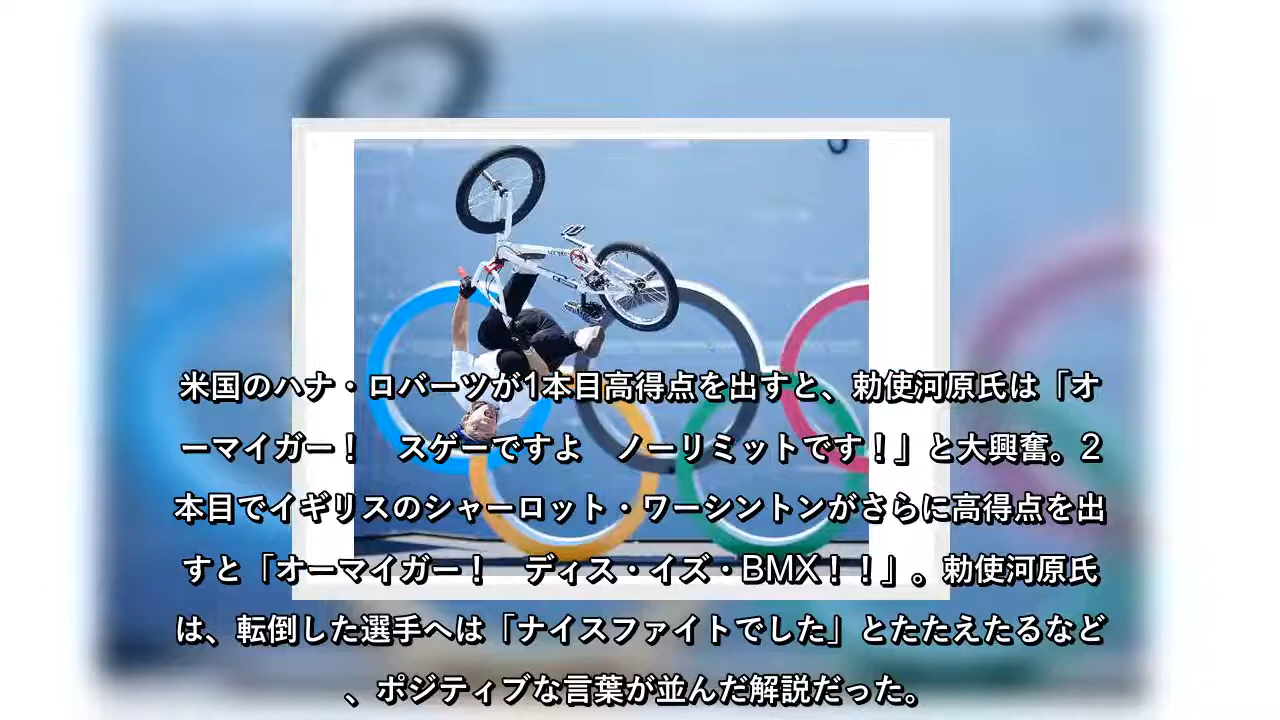 米国のハナ・ロバーツが1本目高得点を出すと、勅使河原氏は「オ
ーマイガー！　スゲーですよ　ノーリミットです！」と大興奮。2
本目でイギリスのシャーロット・ワーシントンがさらに高得点を出
すと「オーマイガー！　ディス・イズ・BMX！！」。勅使河原氏
は、転倒した選手へは「ナイスファイトでした」とたたえたるなど
、ポジティブな言葉が並んだ解説だった。